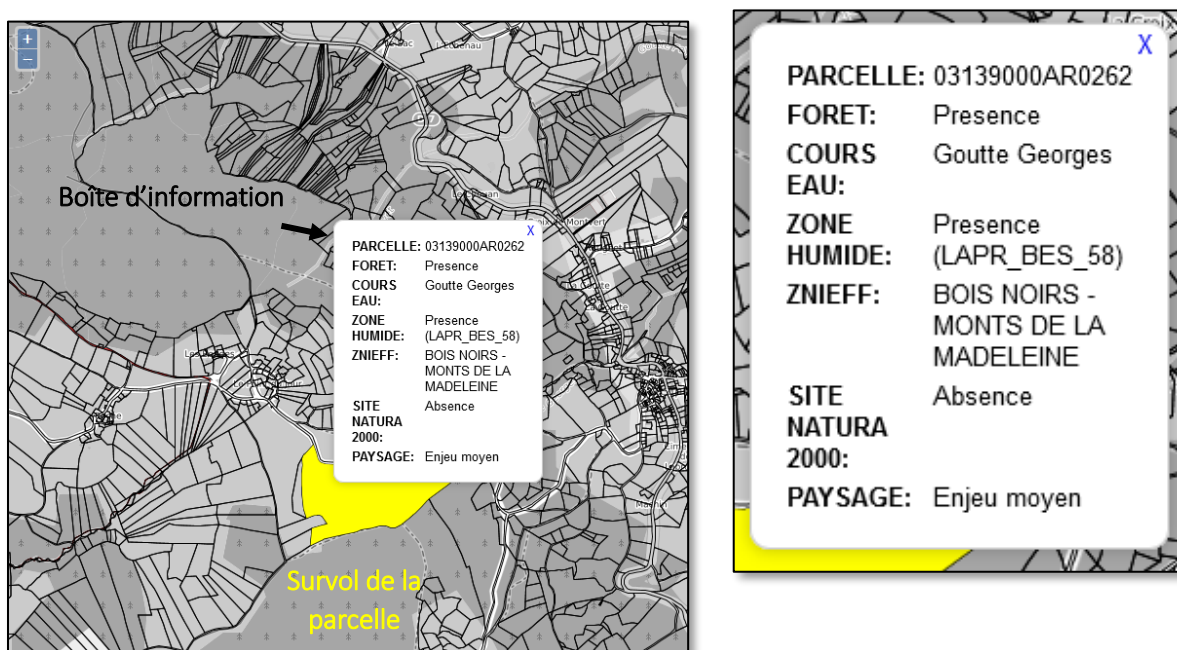 +
−
Boîte d'information
X
PARCELLE: 03139000AR0262
FORET: Presence
COURS Goutte Georges
EAU:
ZONE Presence
HUMIDE: (LAPR_BES_58)
ZNIEFF: BOIS NOIRS -
MONTS DE LA
MADELEINE
SITE Absence
NATURA
2000:
PAYSAGE: Enjeu moyen
Survol de la
parcelle
X
PARCELLE: 03139000AR0262
FORET: Presence
COURS Goutte Georges
EAU:
ZONE Presence
HUMIDE: (LAPR_BES_58)
ZNIEFF: BOIS NOIRS -
MONTS DE LA
MADELEINE
SITE Absence
NATURA
2000:
PAYSAGE: Enjeu moyen